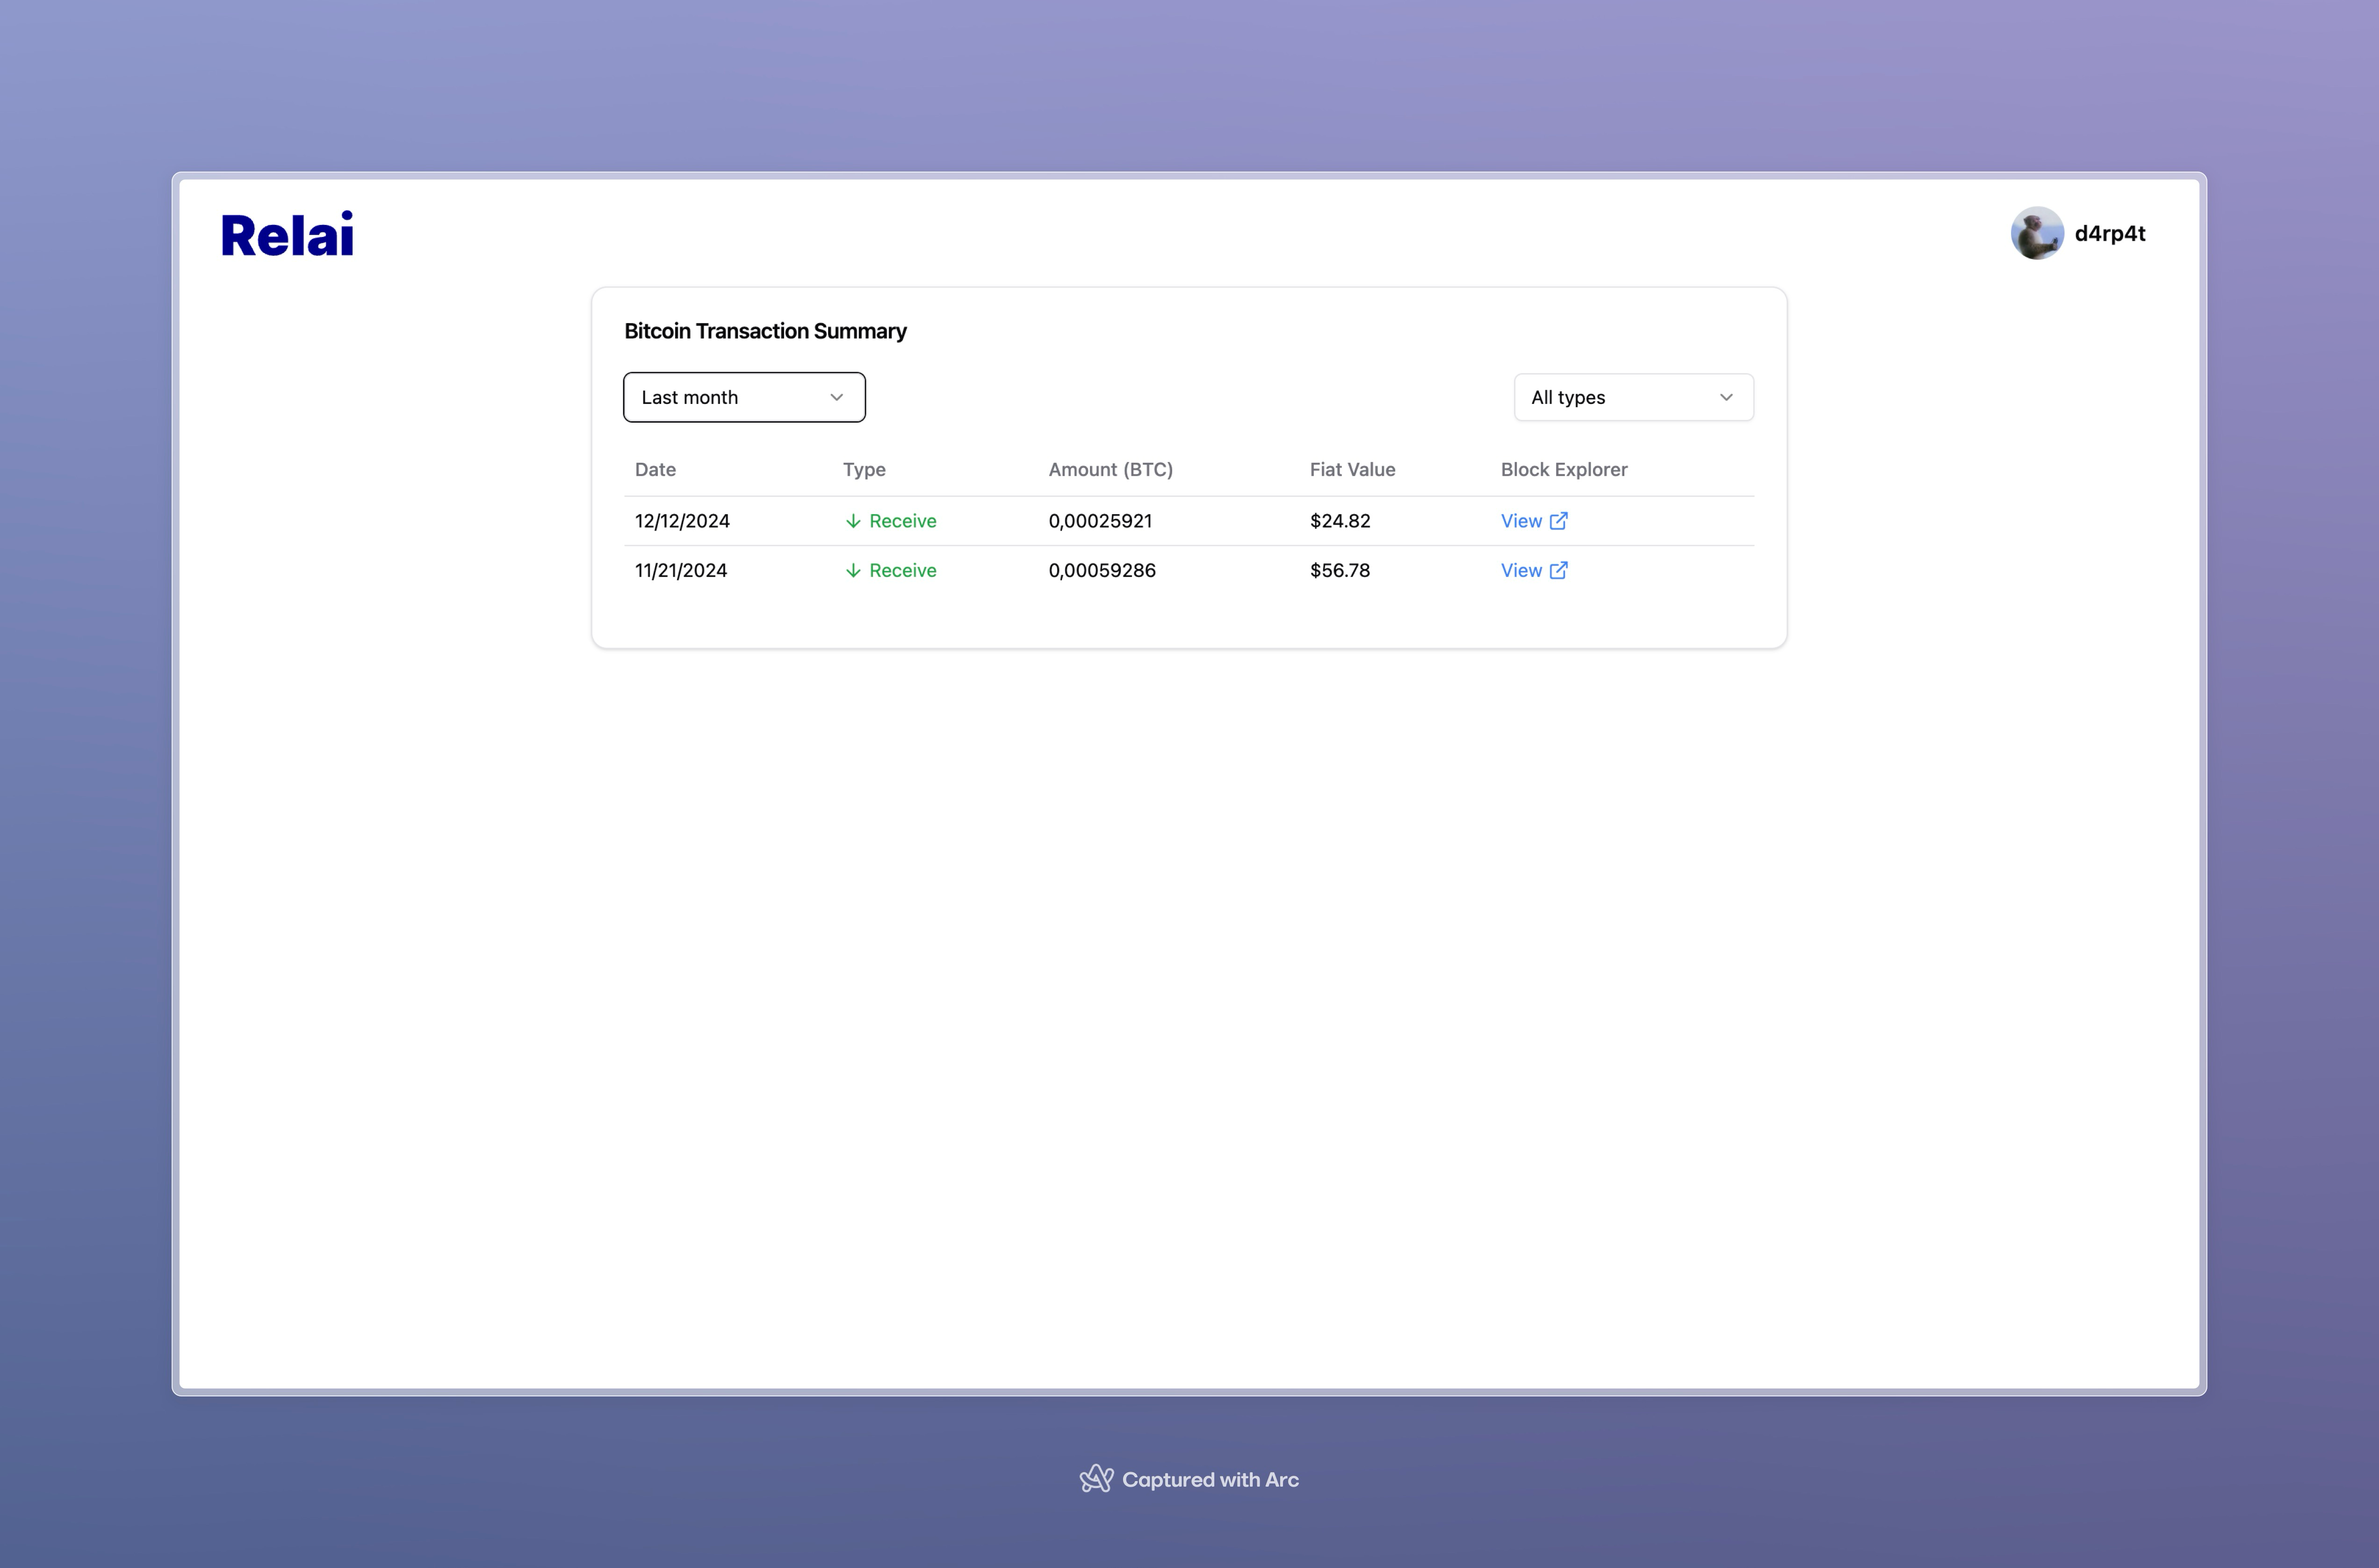 Relai
d4rp4t
Bitcoin Transaction Summary
Last month All types
Date Type Amount (BTC) Fiat Value Block Explorer
12/12/2024 Receive 0,00025921 $24.82 View
11/21/2024 Receive 0,00059286 $56.78 View
Captured with Arc